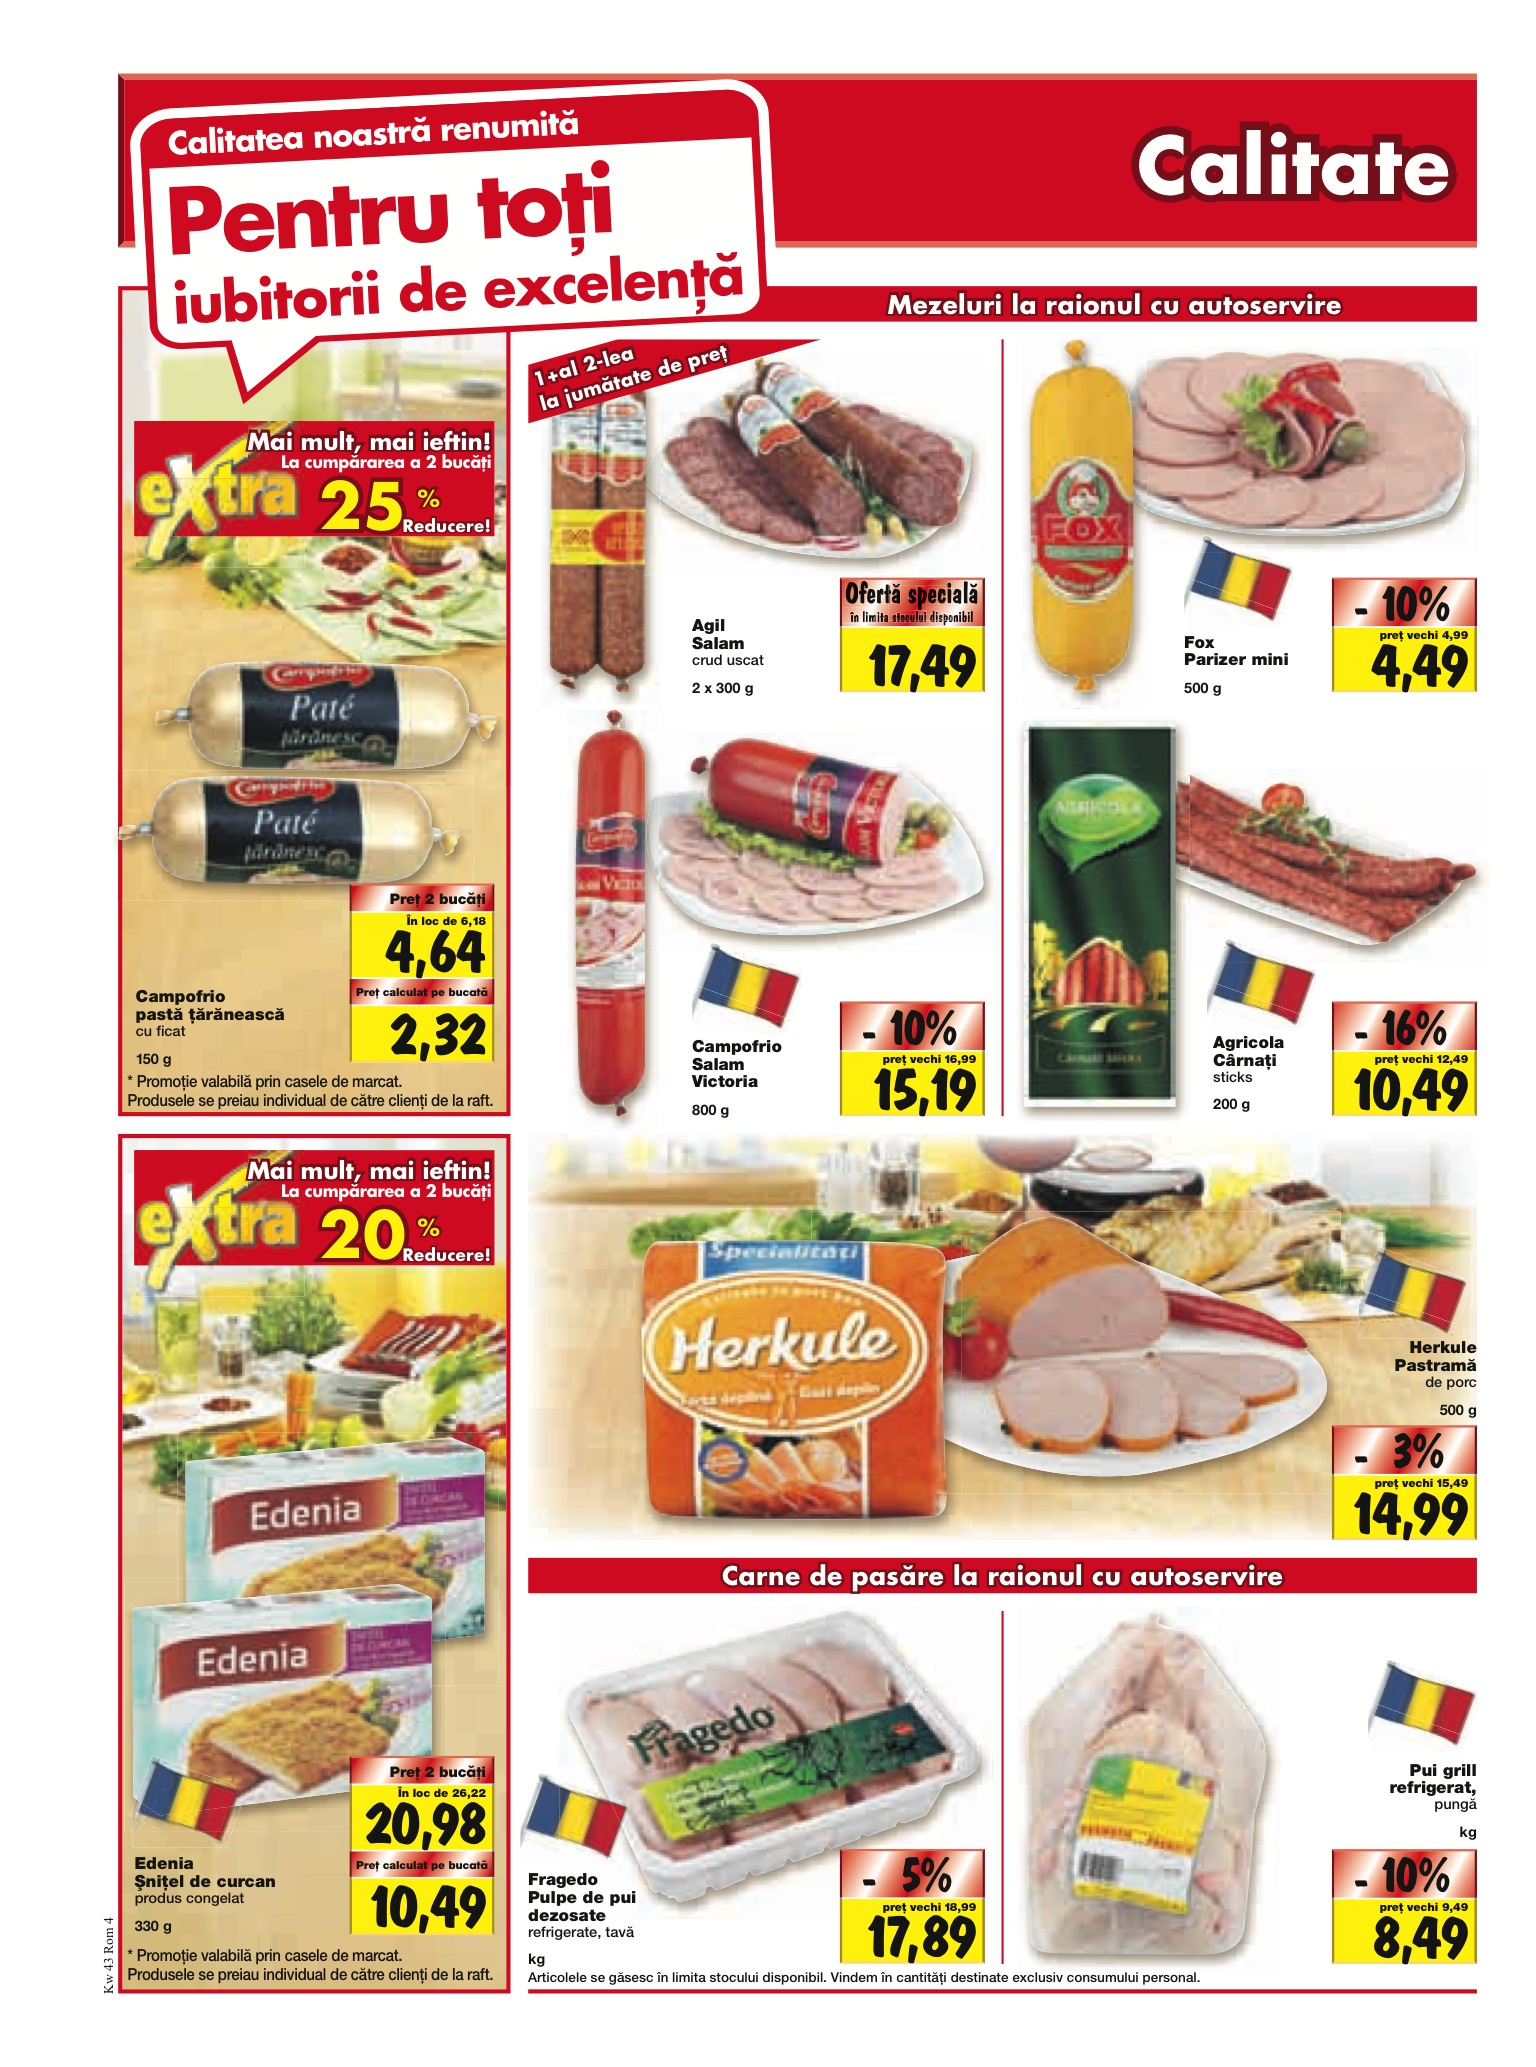 Calitatea noastră renumită
Pentru toți
iubitorii de excelență
Calitate
Mezeluri la raionul cu autoservire
eXtra
Mai mult, mai ieftin!
La cumpărarea a 2 bucăți
25 %
Reducere!
Campofrio
Paté
țărănesc
Campofrio
Paté
țărănesc
Preț 2 bucăți
În loc de 6,18
4,64
Preț calculat pe bucată
2,32
Campofrio
pastă țărănească
cu ficat
150 g
* Promoție valabilă prin casele de marcat.
Produsele se preiau individual de către clienți de la raft.
1+al 2-lea
la jumătate de preț
Agil
Salam
crud uscat
2 x 300 g
Ofertă specială
în limita stocului disponibil
17,49
FOX
Fox
Parizer mini
500 g
- 10%
preț vechi 4,99
4,49
Campofrio
Salam
Victoria
800 g
- 10%
preț vechi 16,99
15,19
AGRICOLA
Agricola
Cârnați
sticks
200 g
- 16%
preț vechi 12,49
10,49
eXtra
Mai mult, mai ieftin!
La cumpărarea a 2 bucăți
20 %
Reducere!
Edenia
Edenia
Preț 2 bucăți
În loc de 26,22
20,98
Preț calculat pe bucată
10,49
Edenia
Șnițel de curcan
produs congelat
330 g
* Promoție valabilă prin casele de marcat.
Produsele se preiau individual de către clienți de la raft.
Specialități
Herkule
Herkule
Pastramă
de porc
500 g
- 3%
preț vechi 15,49
14,99
Carne de pasăre la raionul cu autoservire
Fragedo
Fragedo
Pulpe de pui
dezosate
refrigerate, tavă
kg
- 5%
preț vechi 18,99
17,89
Pui grill
refrigerat,
pungă
kg
- 10%
preț vechi 9,49
8,49
Articolele se găsesc în limita stocului disponibil. Vindem în cantități destinate exclusiv consumului personal.
Kw 43 Rom 4